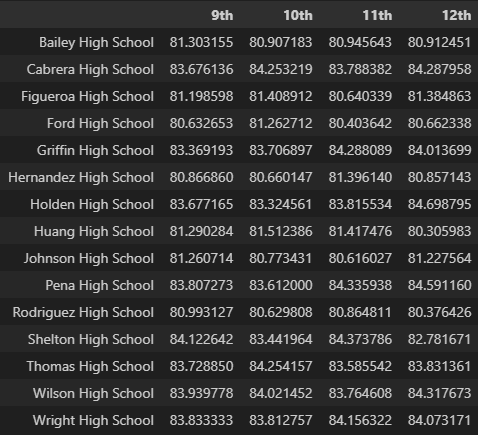 9th 10th 11th 12th
Bailey High School 81.303155 80.907183 80.945643 80.912451
Cabrera High School 83.676136 84.253219 83.788382 84.287958
Figueroa High School 81.198598 81.408912 80.640339 81.384863
Ford High School 80.632653 81.262712 80.403642 80.662338
Griffin High School 83.369193 83.706897 84.288089 84.013699
Hernandez High School 80.866860 80.660147 81.396140 80.857143
Holden High School 83.677165 83.324561 83.815534 84.698795
Huang High School 81.290284 81.512386 81.417476 80.305983
Johnson High School 81.260714 80.773431 80.616027 81.227564
Pena High School 83.807273 83.612000 84.335938 84.591160
Rodriguez High School 80.993127 80.629808 80.864811 80.376426
Shelton High School 84.122642 83.441964 84.373786 82.781671
Thomas High School 83.728850 84.254157 83.585542 83.831361
Wilson High School 83.939778 84.021452 83.764608 84.317673
Wright High School 83.833333 83.812757 84.156322 84.073171